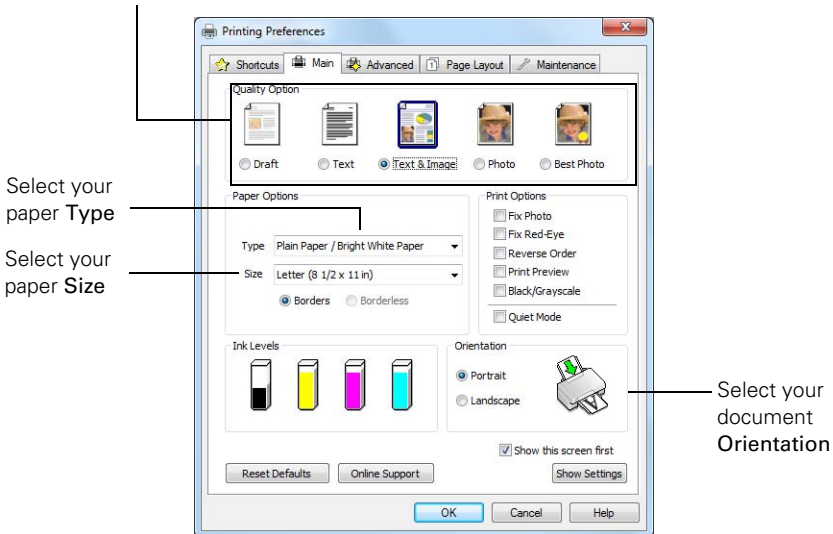 Printing Preferences
Shortcuts Main Advanced 1 Page Layout Maintenance
Quality Option
Draft Text Text & Image Photo Best Photo
Select your
paper Type
Select your
paper Size
Paper Options
Type Plain Paper / Bright White Paper
Size Letter (8 1/2 x 11 in)
Borders Borderless
Print Options
Fix Photo
Fix Red-Eye
Reverse Order
Print Preview
Black/Grayscale
Quiet Mode
Ink Levels
Orientation
Portrait
Landscape
Select your
document
Orientation
Show this screen first
Reset Defaults Online Support Show Settings
OK Cancel Help